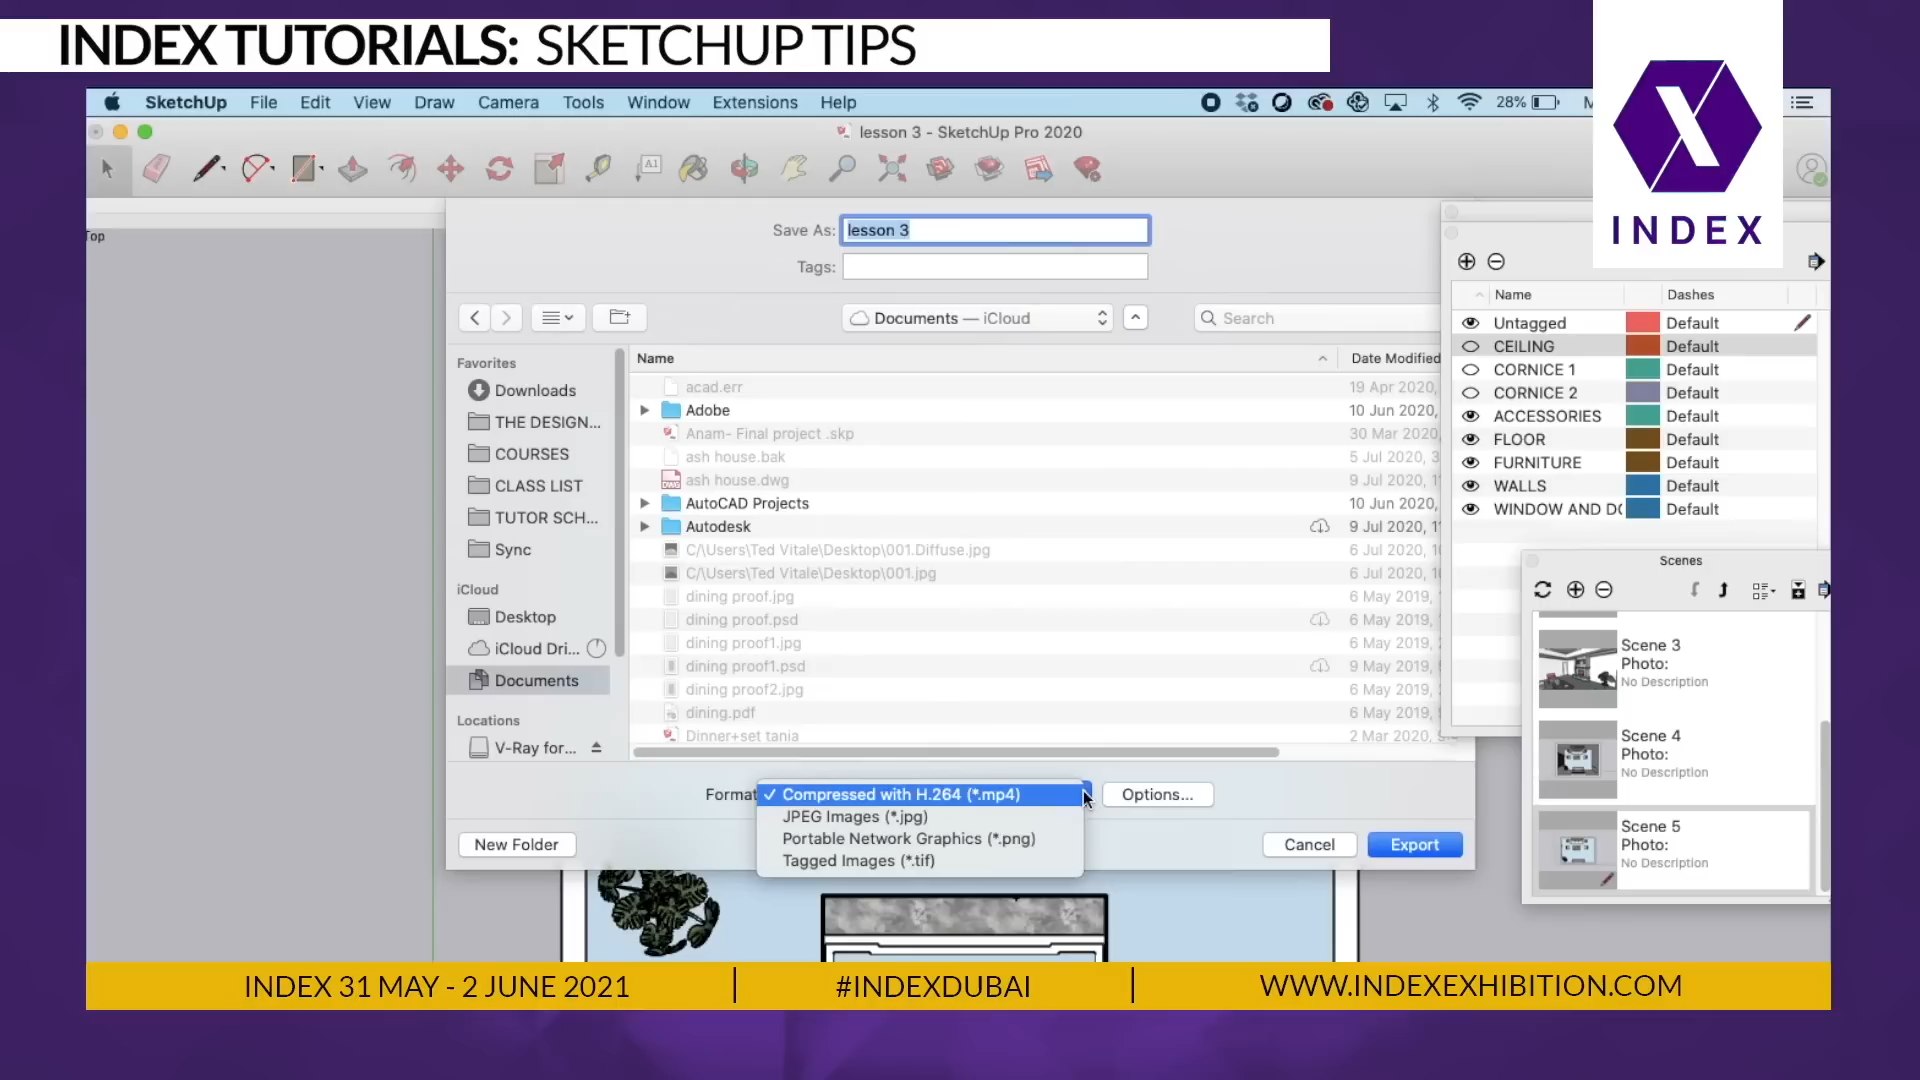 INDEX TUTORIALS: SKETCHUP TIPS
INDEX
SketchUp File Edit View Draw Camera Tools Window Extensions Help 28%
lesson 3 - SketchUp Pro 2020
A1
Top
Save As: lesson 3
Tags:
Documents — iCloud
Search
Favorites
Downloads
THE DESIGN...
COURSES
CLASS LIST
TUTOR SCH...
Sync
iCloud
Desktop
iCloud Dri...
Documents
Locations
V-Ray for...
Name Date Modified
acad.err 19 Apr 2020,
Adobe 10 Jun 2020,
Anam- Final project .skp 30 Mar 2020,
ash house.bak 5 Jul 2020, 3
ash house.dwg 9 Jul 2020, 1
AutoCAD Projects 10 Jun 2020,
Autodesk 9 Jul 2020, 1
C/\Users\Ted Vitale\Desktop\001.Diffuse.jpg 6 Jul 2020, 1
C/\Users\Ted Vitale\Desktop\001.jpg 6 Jul 2020, 1
dining proof.jpg 6 May 2019,
dining proof.psd 6 May 2019,
dining proof1.jpg 6 May 2019,
dining proof1.psd 9 May 2019,
dining proof2.jpg 6 May 2019,
dining.pdf 6 May 2019,
Dinner+set tania 2 Mar 2020,
Format
✓ Compressed with H.264 (*.mp4)
JPEG Images (*.jpg)
Portable Network Graphics (*.png)
Tagged Images (*.tif)
Options...
New Folder
Cancel
Export
Name Dashes
Untagged Default
CEILING Default
CORNICE 1 Default
CORNICE 2 Default
ACCESSORIES Default
FLOOR Default
FURNITURE Default
WALLS Default
WINDOW AND DO Default
Scenes
Scene 3
Photo:
No Description
Scene 4
Photo:
No Description
Scene 5
Photo:
No Description
INDEX 31 MAY - 2 JUNE 2021 | #INDEXDUBAI | WWW.INDEXEXHIBITION.COM